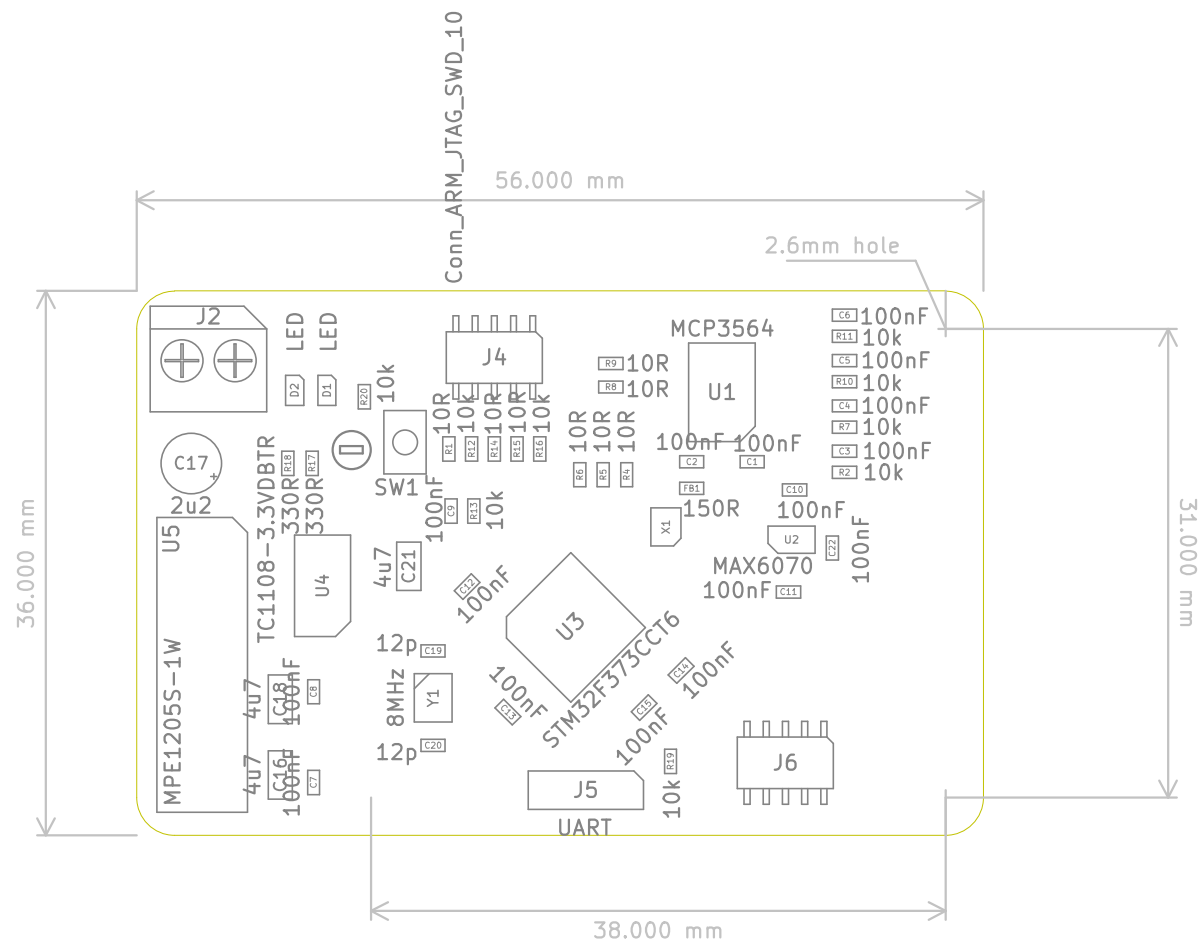 Conn_ARM_JTAG_SWD_10
56.000 mm
2.6mm hole
J2
LED
LED
D2
D1
R20
10k
J4
MCP3564
U1
R9
10R
R8
10R
C6
100nF
R11
10k
C5
100nF
R10
10k
C4
100nF
R7
10k
C3
100nF
R2
10k
10R
10k
10R
10R
10k
R1
R12
R14
R15
R16
10R
10R
10R
R6
R5
R4
100nF
100nF
C2
C1
FB1
150R
C10
100nF
C17
+
2u2
TC1108-3.3VDBTR
R18
R17
330R
330R
SW1
100nF
C9
R13
10k
X1
U2
MAX6070
C22
100nF
100nF
C11
36.000 mm
31.000 mm
U5
MPE1205S-1W
U4
4u7
C21
C12
100nF
U3
STM32F373CCT6
12p
C19
8MHz
Y1
12p
C20
100nF
C13
C14
100nF
C15
100nF
4u7
C18
100nF
C8
4u7
C16
100nF
C7
R19
10k
J5
UART
J6
38.000 mm